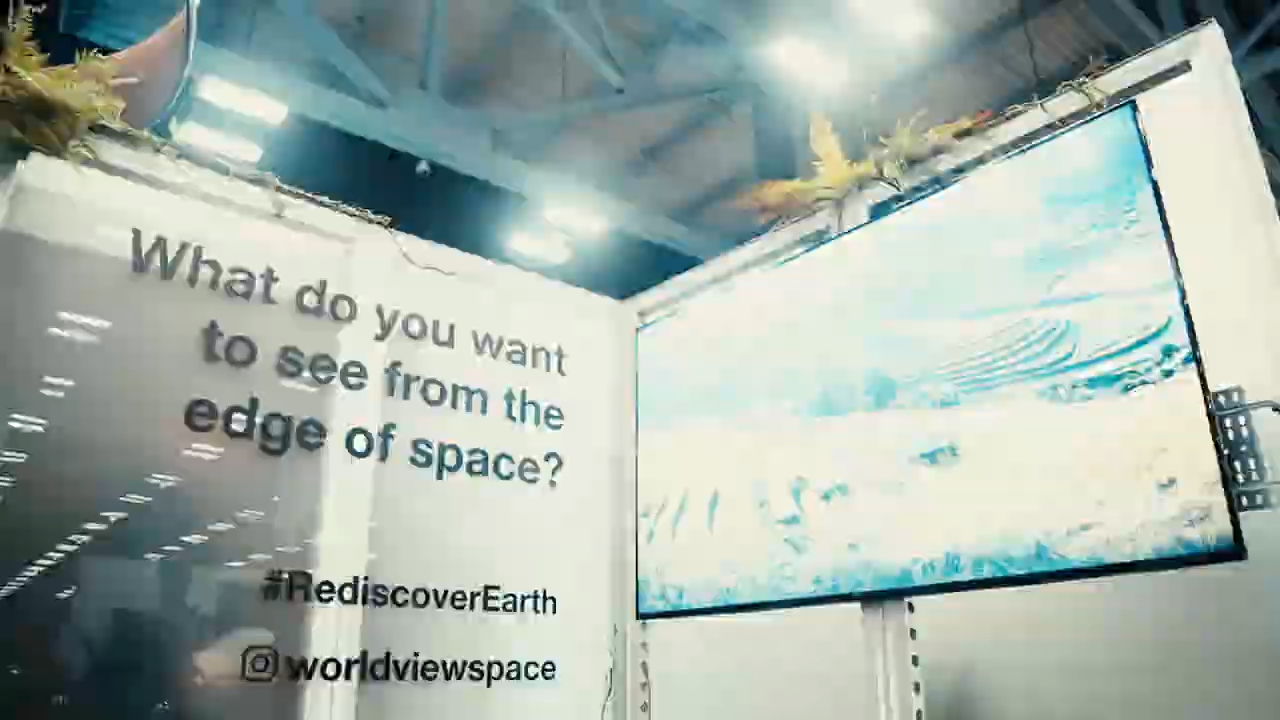 What do you want
to see from the
edge of space?
#RediscoverEarth
worldviewspace